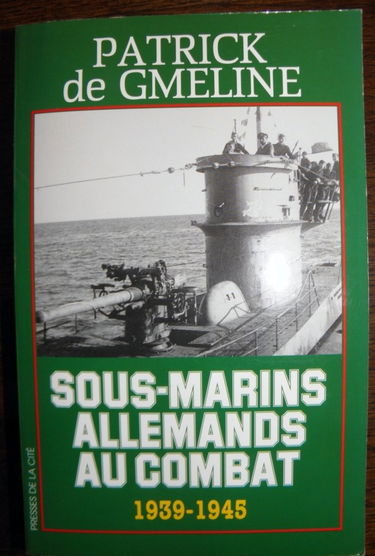 PATRICK
de GMELINE
SOUS-MARINS
ALLEMANDS
AU COMBAT
1939-1945
PRESSES DE LA CITÉ